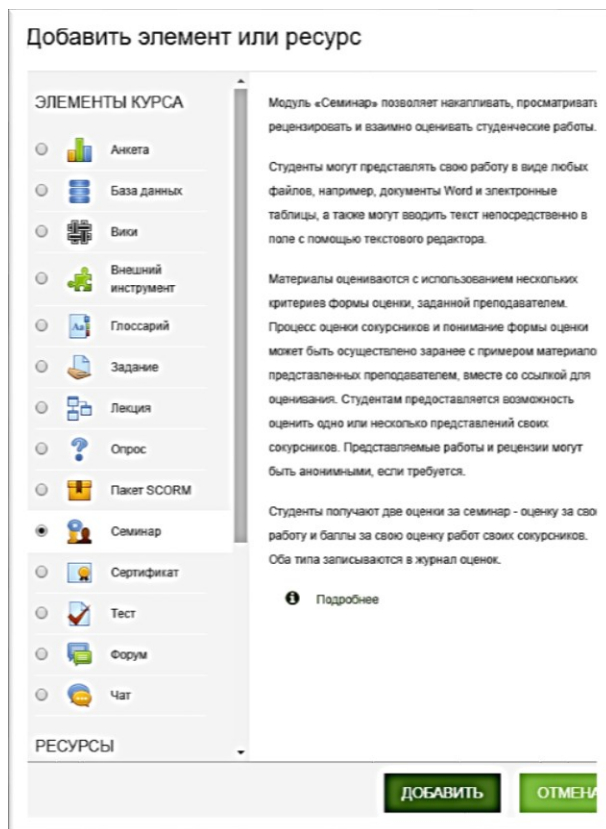 Добавить элемент или ресурс
ЭЛЕМЕНТЫ КУРСА
Анкета
База данных
Вики
Внешний
инструмент
Глоссарий
Задание
Лекция
Опрос
Пакет SCORM
Семинар
Сертификат
Тест
Форум
Чат
РЕСУРСЫ
Модуль «Семинар» позволяет накапливать, просматривать
рецензировать и взаимно оценивать студенческие работы.
Студенты могут представлять свою работу в виде любых
файлов, например, документы Word и электронные
таблицы, а также могут вводить текст непосредственно в
поле с помощью текстового редактора.
Материалы оцениваются с использованием нескольких
критериев формы оценки, заданной преподавателем.
Процесс оценки сокурсников и понимание формы оценки
может быть осуществлено заранее с примером материало
представленных преподавателем, вместе со ссылкой для
оценивания. Студентам предоставляется возможность
оценить одно или несколько представлений своих
сокурсников. Представляемые работы и рецензии могут
быть анонимными, если требуется.
Студенты получают две оценки за семинар - оценку за сво
работу и баллы за свою оценку работ своих сокурсников.
Оба типа записываются в журнал оценок.
Подробнее
ДОБАВИТЬ
ОТМЕНА